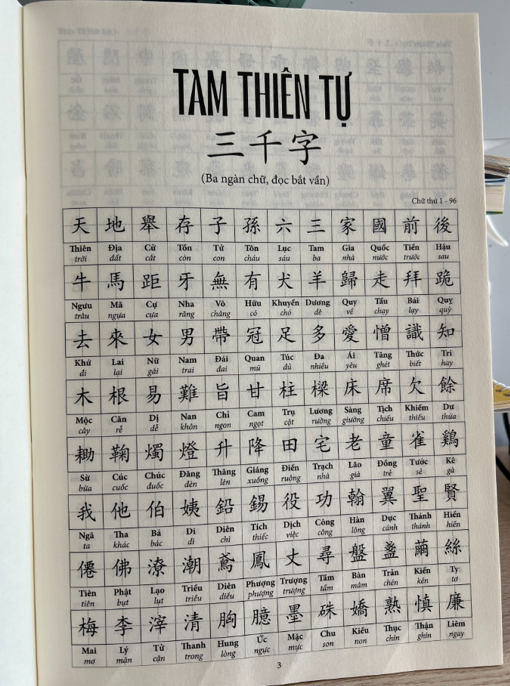 TAM THIÊN TỰ
三千字
(Ba ngàn chữ, đọc bắt vần)
Chữ thứ 1 - 96
天 地 舉 存 子 孫 六 三 家 國 前 後
Thiên Địa Cử Tồn Tử Tôn Lục Tam Gia Quốc Tiền Hậu
trời đất cất còn con cháu sáu ba nhà nước trước sau
牛 馬 距 牙 無 有 犬 羊 歸 走 拜 跪
Ngưu Mã Cự Nha Vô Hữu Khuyển Dương Quy Tẩu Bái Quỵ
trâu ngựa cựa răng chăng có chó dê về chạy lạy quỳ
去 來 女 男 帶 冠 足 多 愛 憎 識 知
Khứ Lai Nữ Nam Đái Quan Túc Đa Ái Tăng Thức Tri
đi lại gái trai đai mũ đủ nhiều yêu ghét biết hay
木 根 易 難 旨 甘 柱 樑 床 席 欠 餘
Mộc Căn Dị Nan Chỉ Cam Trụ Lương Sàng Tịch Khiếm Dư
cây rễ dễ khôn ngon ngọt cột rường giường chiếu thiếu thừa
鞠 燭 燈 升 降 田 宅 老 童 雀 鷄
Sừ Cúc Chúc Đăng Thăng Giáng Điền Trạch Lão Đồng Tước Kê
bừa cuốc đuốc đèn lên xuống ruộng nhà già trẻ sẻ gà
我 他 伯 姨 鉛 錫 役 功 翰 翼 聖 賢
Ngã Tha Bá Di Diên Tích Dịch Công Hàn Dực Thánh Hiền
ta khác bác dì chì thiếc việc công lông cánh thánh hiền
僊 佛 潦 潮 鳶 鳳 丈 尋 盤 盞 繭 絲
Tiên Phật Lạo Triều Diên Phượng Trượng Tầm Bàn Trản Kiển Ty
tiên bụt lụt triều diều phượng trượng tầm mâm chén kén tơ
梅 李 滓 清 胸 臆 墨 硃 嬌 熟 慎 廉
Mai Lý Tử Thanh Hung Ức Mặc Chu Kiều Thục Thận Liêm
mơ mận cặn trong lòng ngực mực son non chín ghín ngay
3